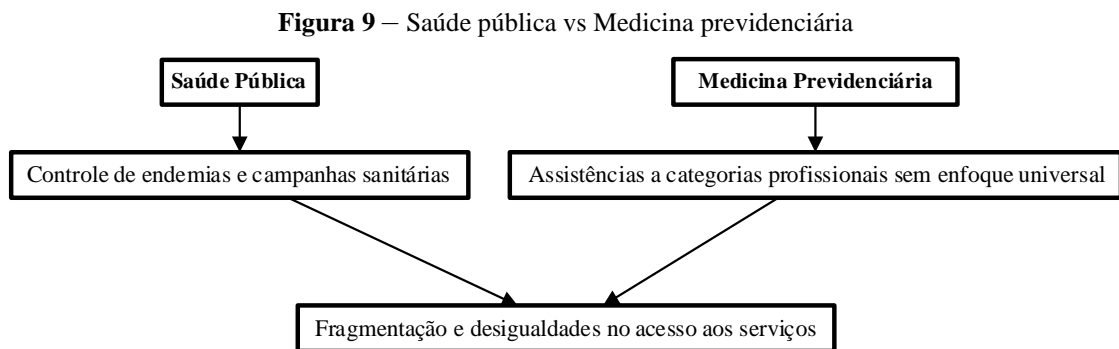 Figura 9 – Saúde pública vs Medicina previdenciária
Saúde Pública
Medicina Previdenciária
Controle de endemias e campanhas sanitárias
Assistências a categorias profissionais sem enfoque universal
Fragmentação e desigualdades no acesso aos serviços